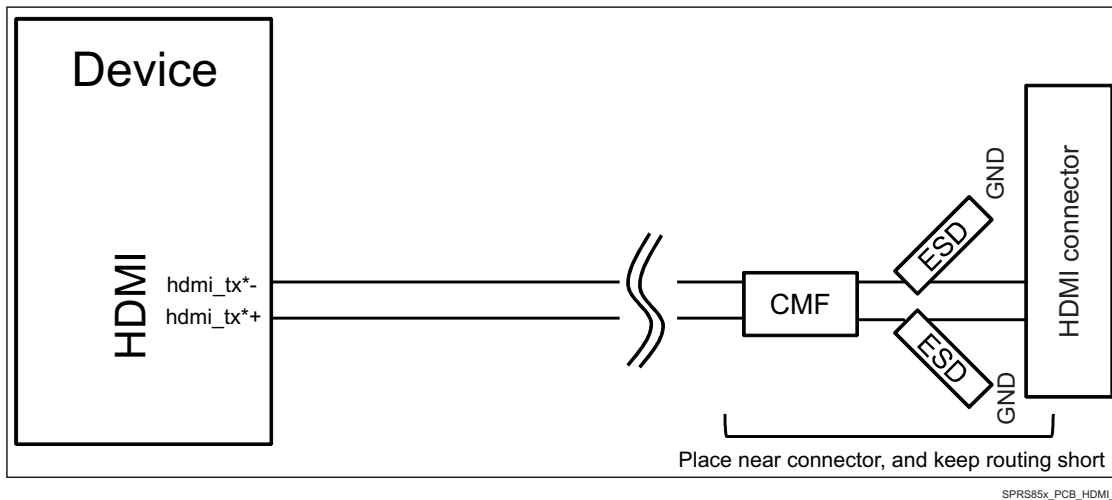 Device
HDMI
hdmi_tx*-
hdmi_tx*+
CMF
ESD
GND
ESD
GND
HDMI connector
Place near connector, and keep routing short
SPRS85x_PCB_HDMI_